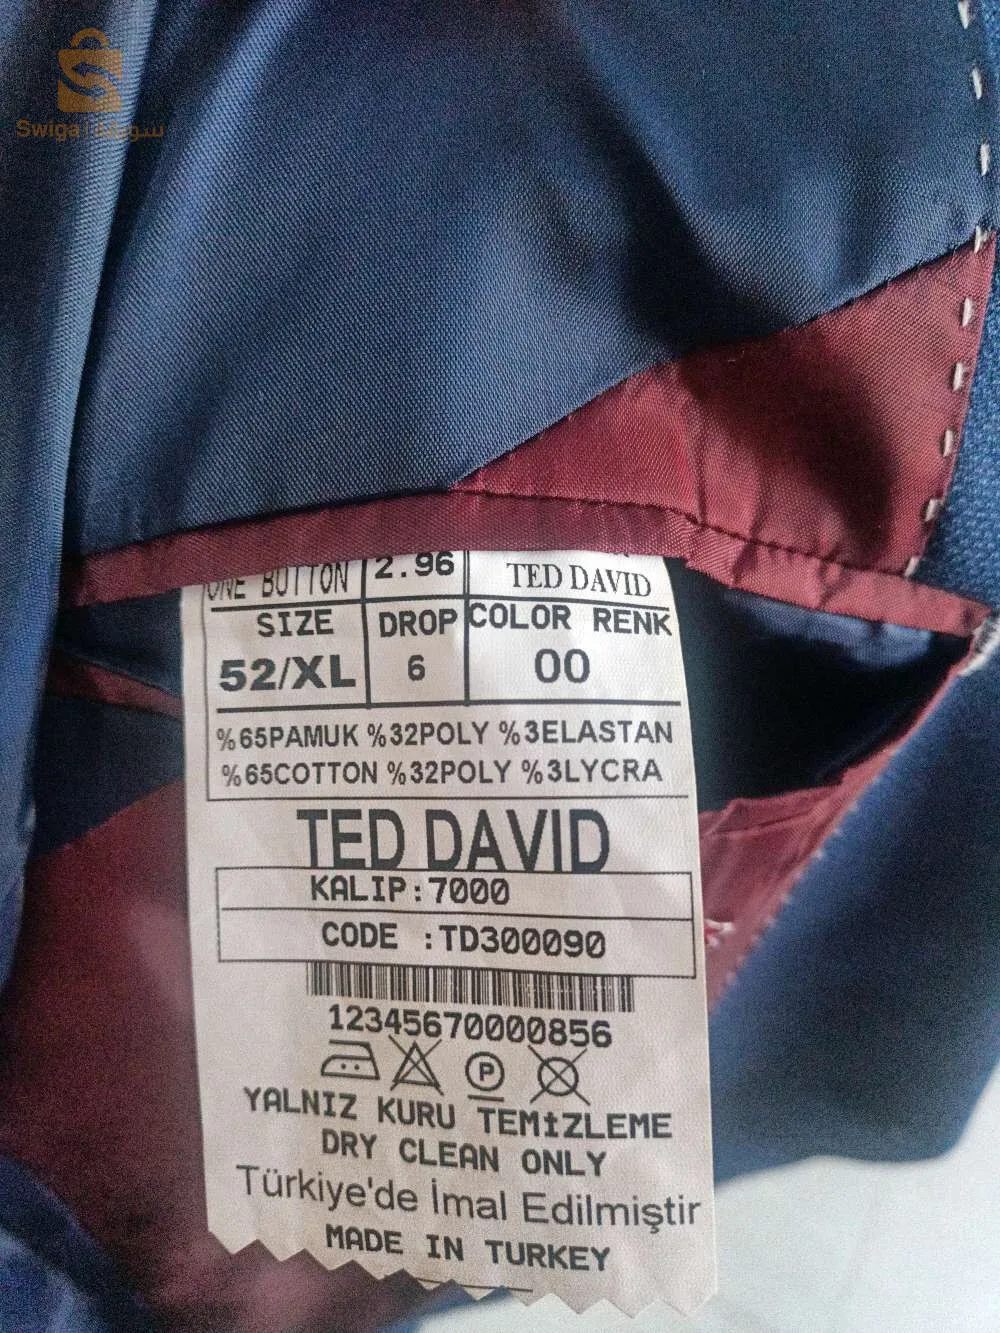 Swiga | سويقة
ONE BUTTON 2.96 TED DAVID
SIZE DROP COLOR RENK
52/XL 6 00
%65PAMUK %32POLY %3ELASTAN
%65COTTON %32POLY %3LYCRA
TED DAVID
KALIP:7000
CODE :TD300090
12345670000856
P
YALNIZ KURU TEMİZLEME
DRY CLEAN ONLY
Türkiye'de İmal Edilmiştir
MADE IN TURKEY